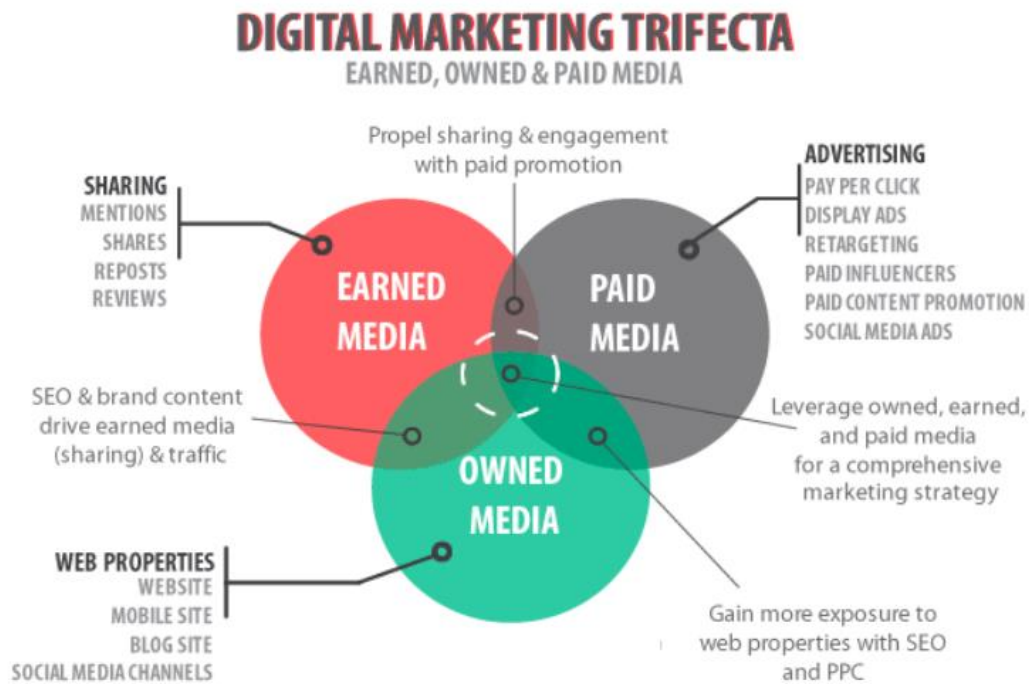 DIGITAL MARKETING TRIFECTA
EARNED, OWNED & PAID MEDIA
Propel sharing & engagement
with paid promotion
SHARING
MENTIONS
SHARES
REPOSTS
REVIEWS
ADVERTISING
PAY PER CLICK
DISPLAY ADS
RETARGETING
PAID INFLUENCERS
PAID CONTENT PROMOTION
SOCIAL MEDIA ADS
EARNED
MEDIA
PAID
MEDIA
SEO & brand content
drive earned media
(sharing) & traffic
Leverage owned, earned,
and paid media
for a comprehensive
marketing strategy
OWNED
MEDIA
WEB PROPERTIES
WEBSITE
MOBILE SITE
BLOG SITE
SOCIAL MEDIA CHANNELS
Gain more exposure to
web properties with SEO
and PPC